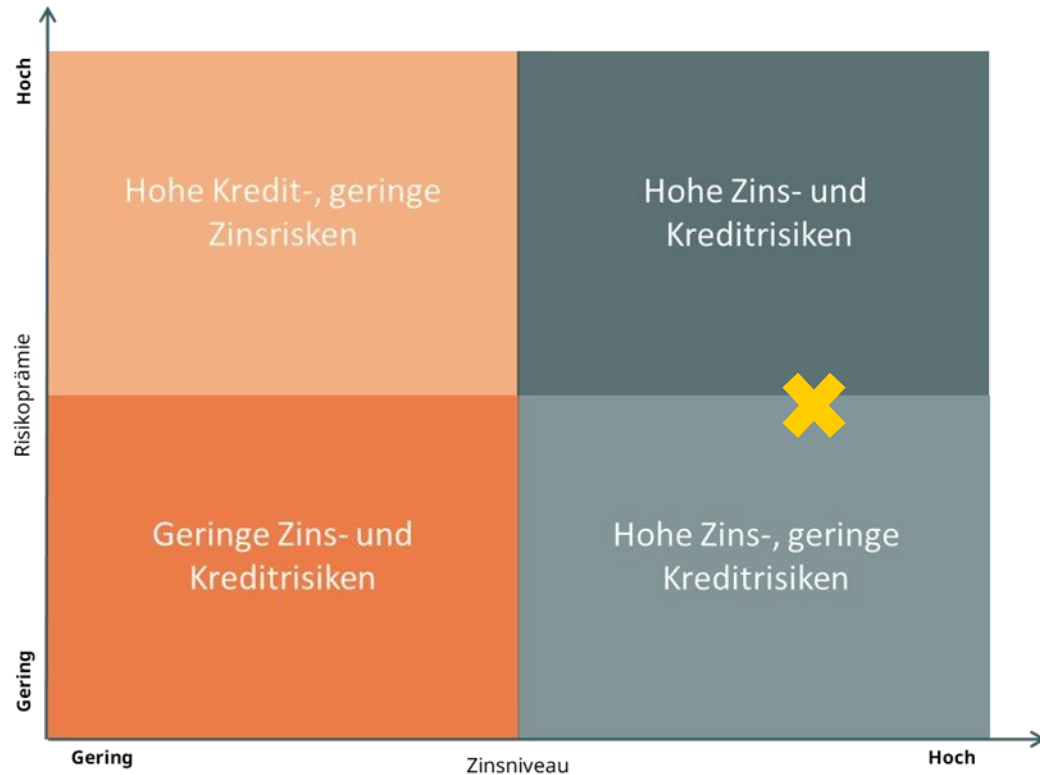 Hoch
Hohe Kredit-, geringe
Zinsrisken
Hohe Zins- und
Kreditrisiken
Risikoprämie
Geringe Zins- und
Kreditrisiken
Hohe Zins-, geringe
Kreditrisiken
Gering
Gering
Zinsniveau
Hoch